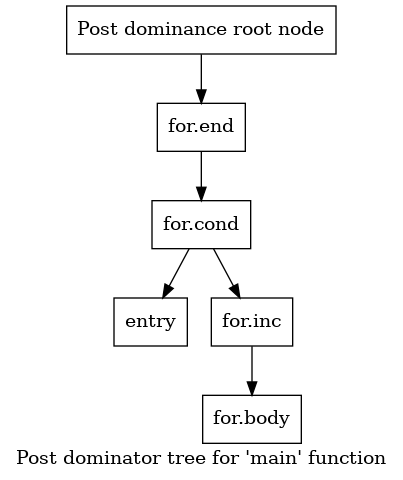 Post dominance root node
for.end
for.cond
entry
for.inc
for.body
Post dominator tree for 'main' function